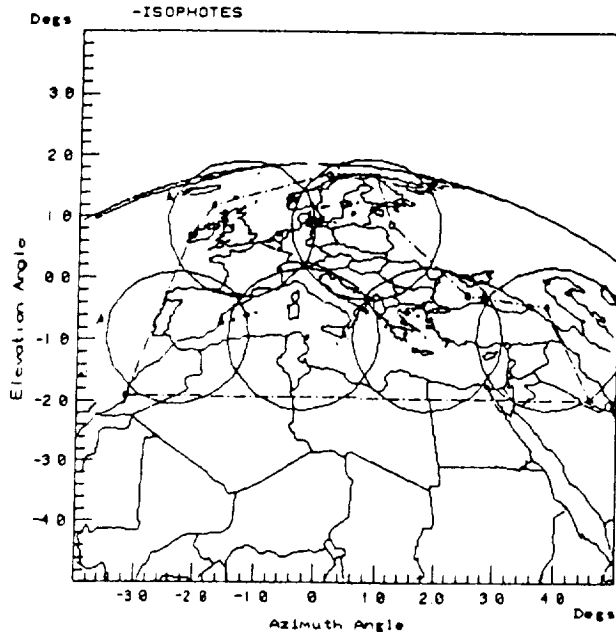 -ISOPHOTES
Degs
3 0
2 0
1 0
0 0
-1 0
-2 0
-3 0
-4 0
Elevation Angle
-3 0 -2 0 -1 0 0 1 0 2 0 3 0 4 0 5 0
Azimuth Angle
Degs